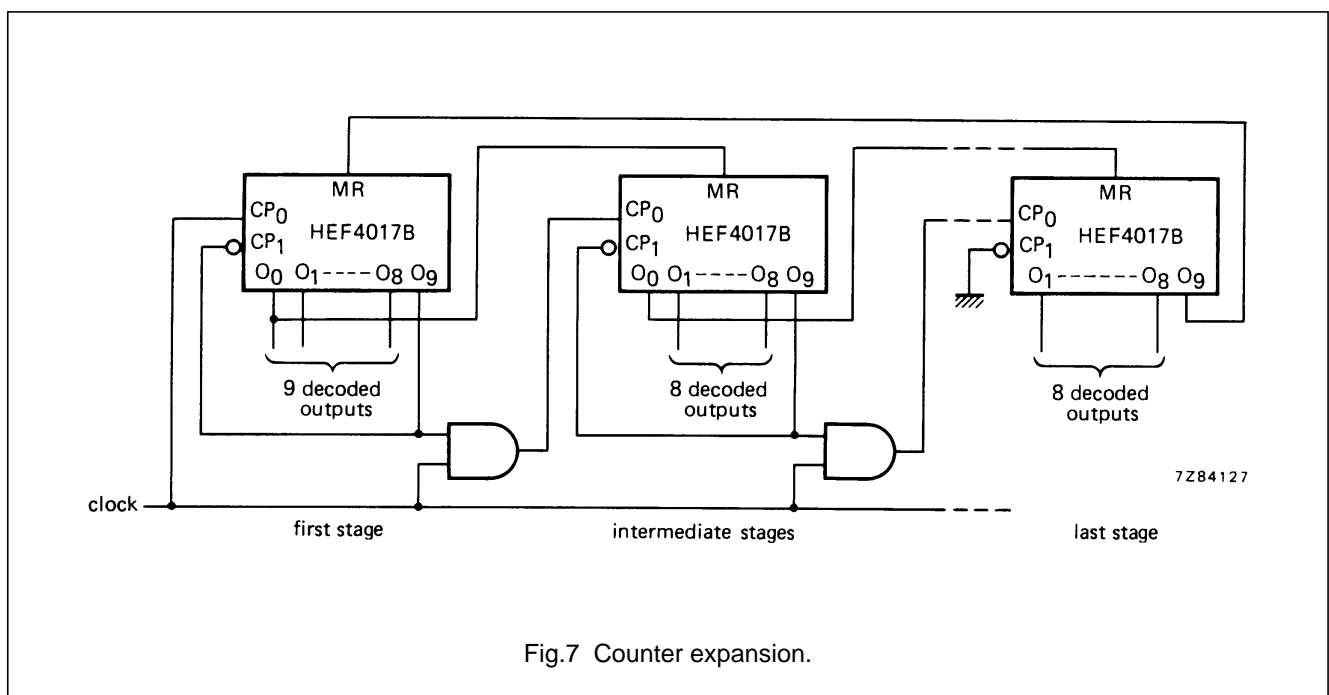 MR
CP0
HEF4017B
CP1
O0 O1 ---- O8 O9
9 decoded
outputs
MR
CP0
HEF4017B
CP1
O0 O1 ---- O8 O9
8 decoded
outputs
MR
CP0
HEF4017B
CP1
O1 ------- O8 O9
8 decoded
outputs
7Z84127
clock
first stage
intermediate stages
last stage
Fig.7 Counter expansion.